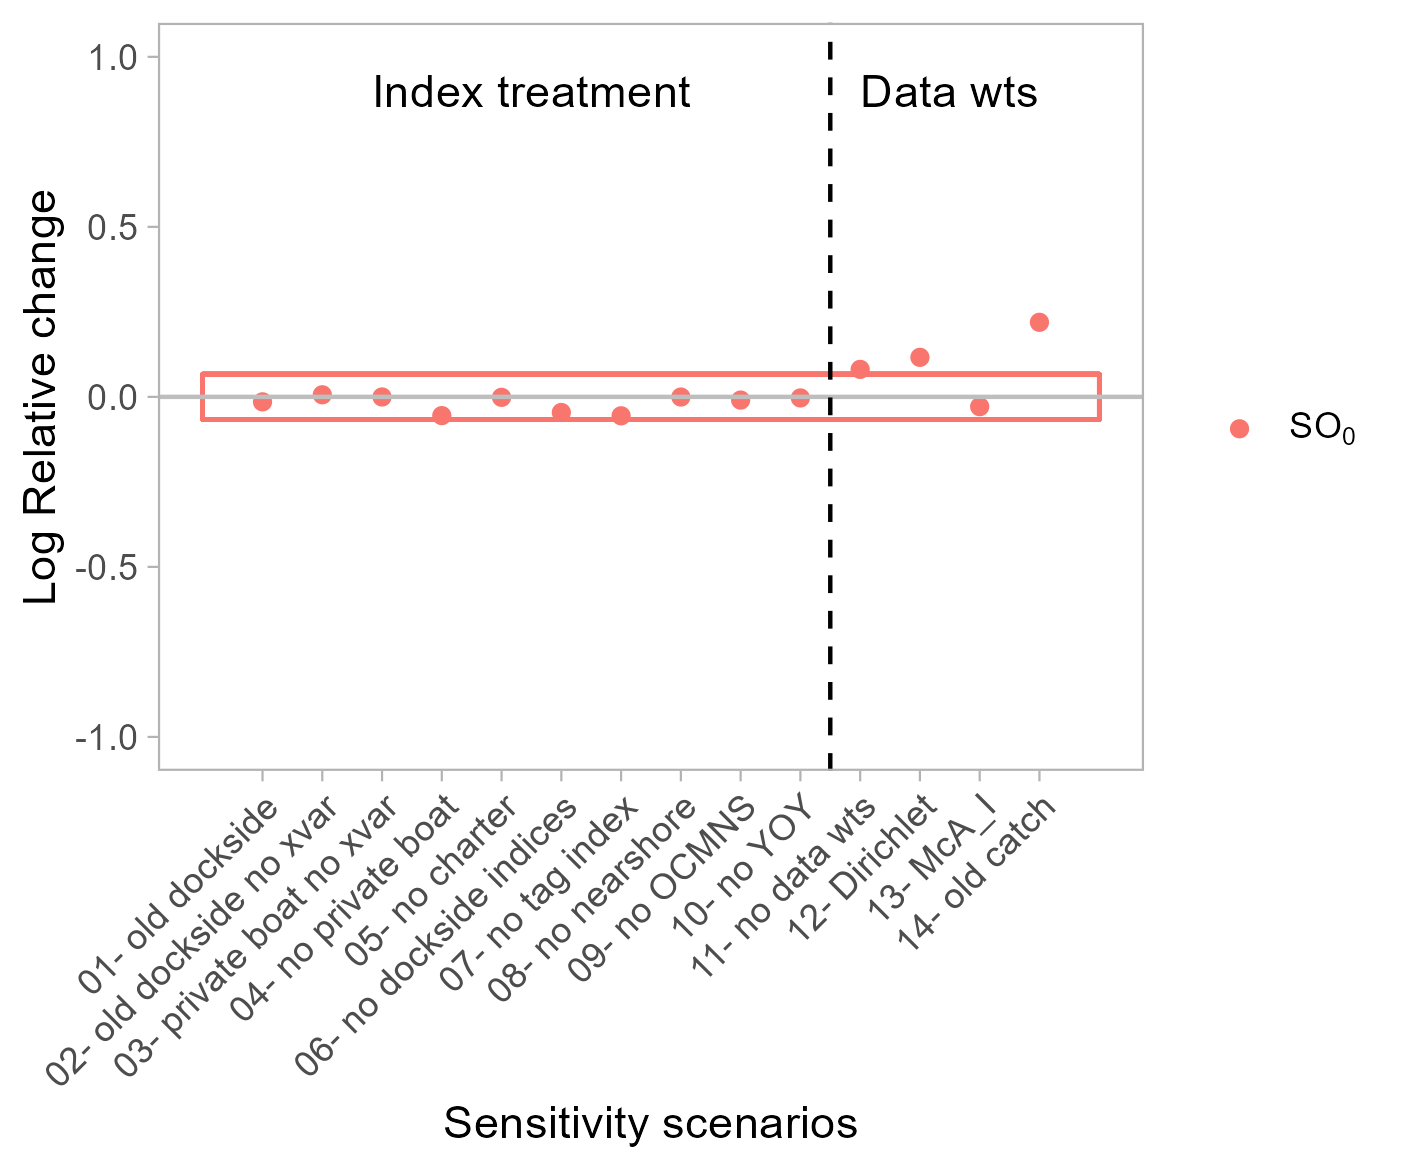 1.0
0.5
0.0
-0.5
-1.0
Log Relative change
Index treatment
Data wts
SO₀
01- old dockside
02- old dockside no xvar
03- private boat no xvar
04- no private boat
05- no charter
06- no dockside indices
07- no tag index
08- no nearshore
09- no OCMNS
10- no YOY
11- no data wts
12- Dirichlet
13- McA_I
14- old catch
Sensitivity scenarios